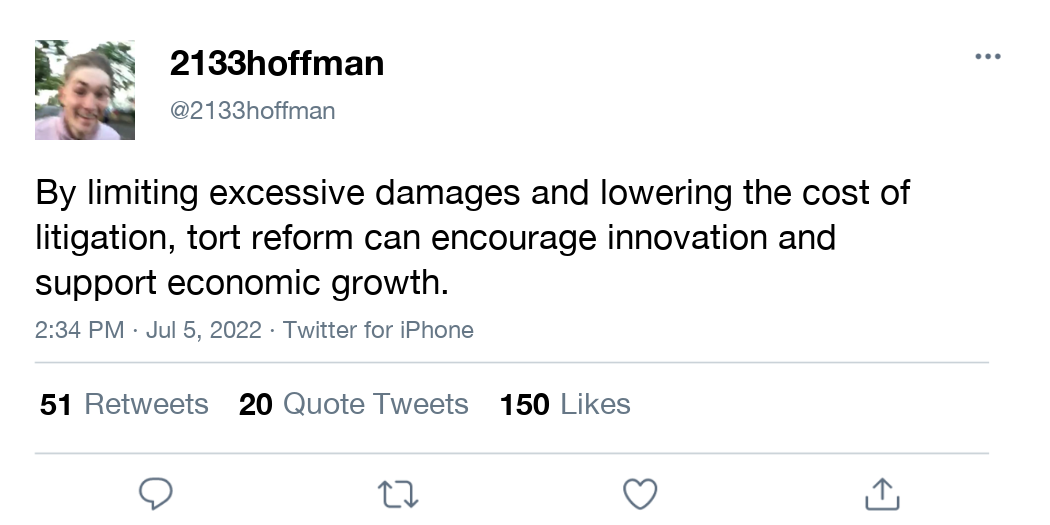 2133hoffman
@2133hoffman
By limiting excessive damages and lowering the cost of
litigation, tort reform can encourage innovation and
support economic growth.
2:34 PM · Jul 5, 2022 · Twitter for iPhone
51 Retweets 20 Quote Tweets 150 Likes